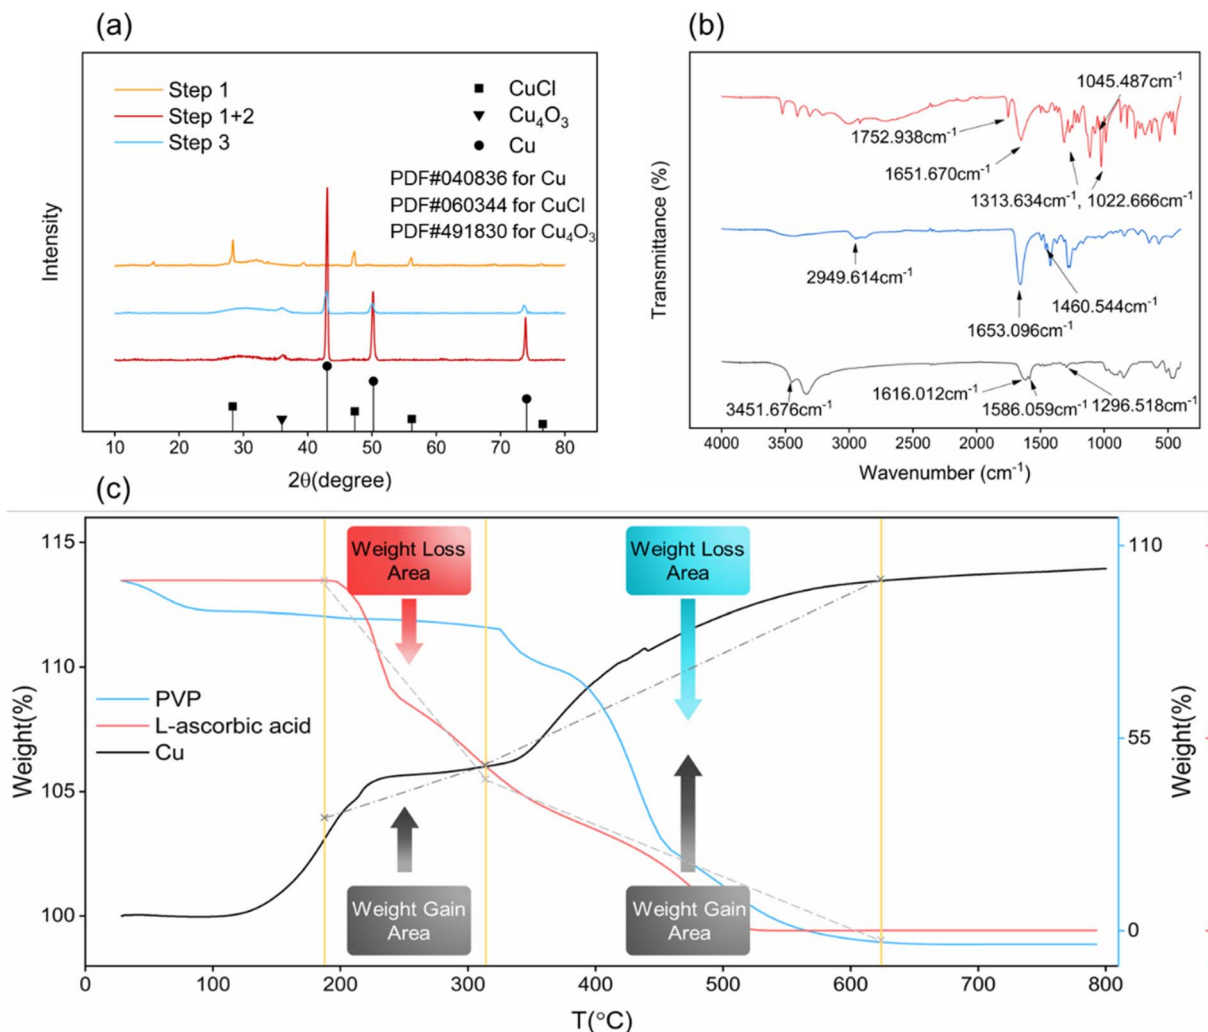 (a)
Step 1
Step 1+2
Step 3
CuCl
Cu₄O₃
Cu
PDF#040836 for Cu
PDF#060344 for CuCl
PDF#491830 for Cu₄O₃
Intensity
10 20 30 40 50 60 70 80
2θ(degree)
(b)
1045.487cm⁻¹
1752.938cm⁻¹
1651.670cm⁻¹
1313.634cm⁻¹, 1022.666cm⁻¹
2949.614cm⁻¹
1460.544cm⁻¹
1653.096cm⁻¹
1616.012cm⁻¹
3451.676cm⁻¹
1586.059cm⁻¹
1296.518cm⁻¹
Transmittance (%)
4000 3500 3000 2500 2000 1500 1000 500
Wavenumber (cm⁻¹)
(c)
115
110
105
100
Weight(%)
Weight Loss
Area
Weight Loss
Area
PVP
L-ascorbic acid
Cu
Weight Gain
Area
Weight Gain
Area
110
55
0
Weight(%)
0 100 200 300 400 500 600 700 800
T(°C)